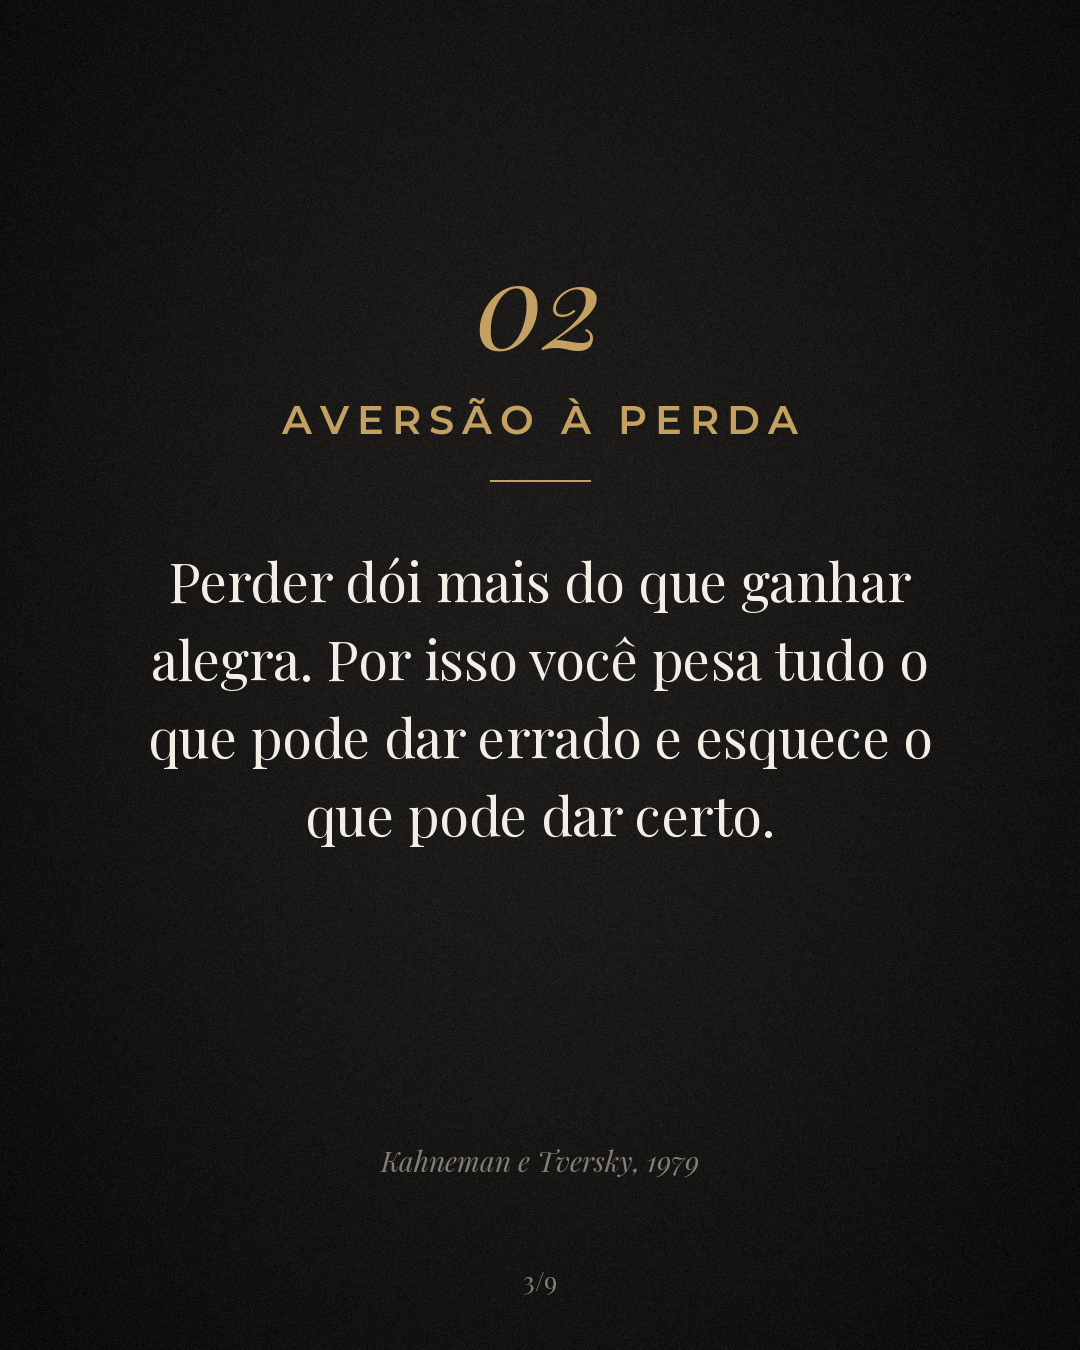 02
AVERSÃO À PERDA
Perder dói mais do que ganhar
alegra. Por isso você pesa tudo o
que pode dar errado e esquece o
que pode dar certo.
Kahneman e Tversky, 1979
3/9